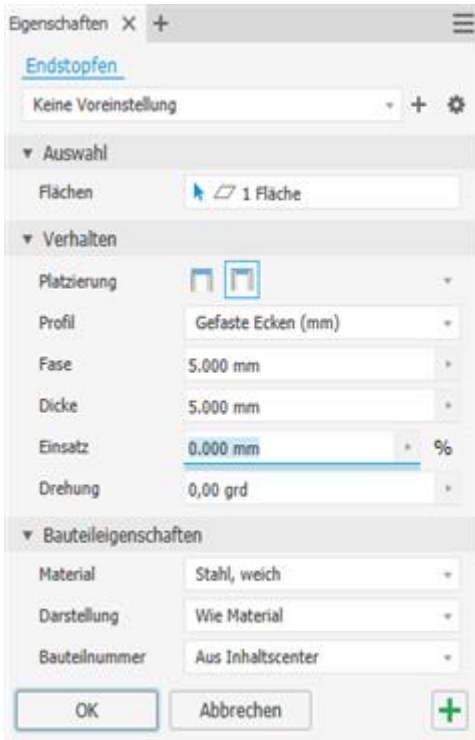 Eigenschaften × +
Endstopfen
Keine Voreinstellung
Auswahl
Flächen 1 Fläche
Verhalten
Platzierung
Profil Gefaste Ecken (mm)
Fase 5.000 mm
Dicke 5.000 mm
Einsatz 0.000 mm %
Drehung 0,00 grd
Bauteileigenschaften
Material Stahl, weich
Darstellung Wie Material
Bauteilnummer Aus Inhaltscenter
OK Abbrechen